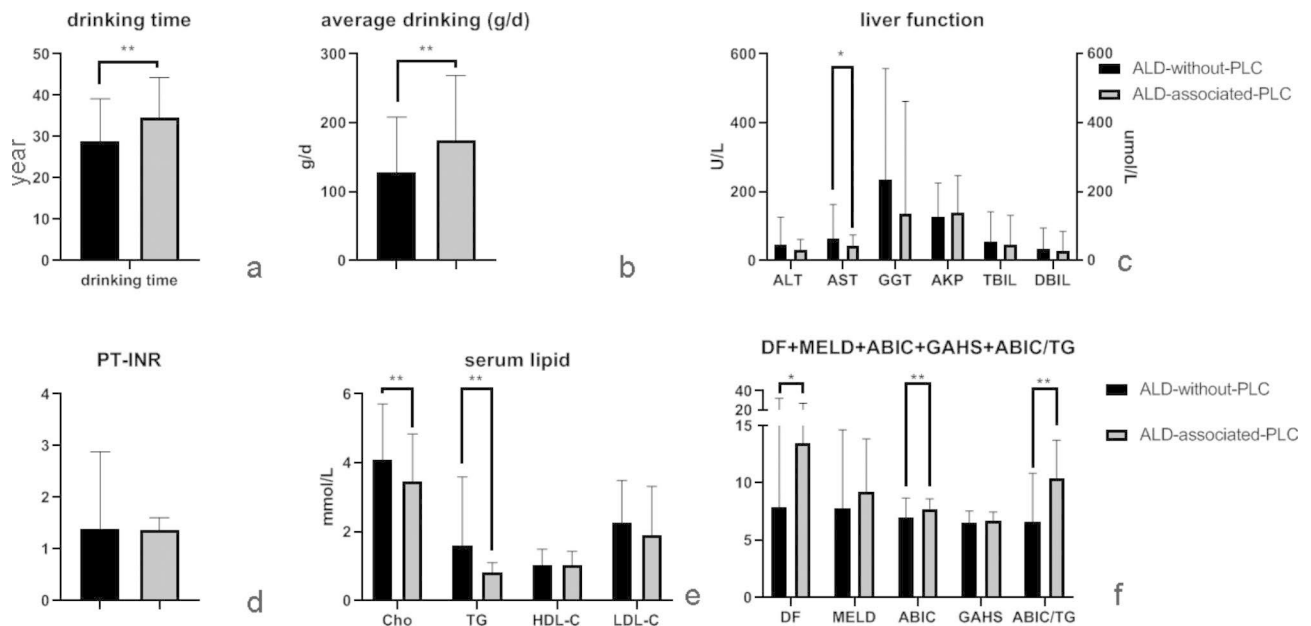 drinking time
**
50
40
30
20
10
0
year
drinking time
a
average drinking (g/d)
**
300
200
100
0
g/d
b
liver function
*
600
400
200
0
U/L
600
400
200
0
umol/L
ALT AST GGT AKP TBIL DBIL
c
ALD-without-PLC
ALD-associated-PLC
PT-INR
4
3
2
1
0
d
serum lipid
** **
6
4
2
0
mmol/L
Cho TG HDL-C LDL-C
e
DF+MELD+ABIC+GAHS+ABIC/TG
* ** **
40
20
15
10
5
0
DF MELD ABIC GAHS ABIC/TG
f
ALD-without-PLC
ALD-associated-PLC